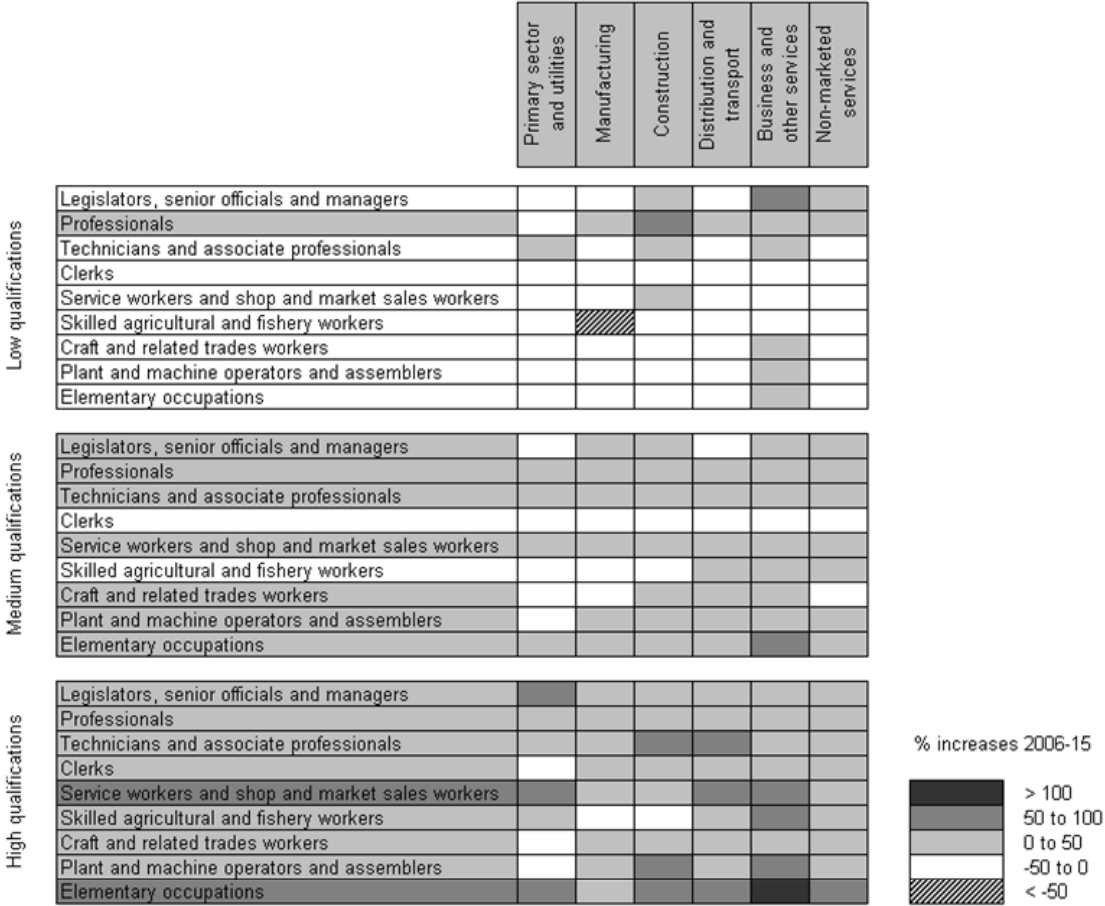 Primary sector
and utilities
Manufacturing
Construction
Distribution and
transport
Business and
other services
Non-marketed
services
Low qualifications
Legislators, senior officials and managers
Professionals
Technicians and associate professionals
Clerks
Service workers and shop and market sales workers
Skilled agricultural and fishery workers
Craft and related trades workers
Plant and machine operators and assemblers
Elementary occupations
Medium qualifications
Legislators, senior officials and managers
Professionals
Technicians and associate professionals
Clerks
Service workers and shop and market sales workers
Skilled agricultural and fishery workers
Craft and related trades workers
Plant and machine operators and assemblers
Elementary occupations
High qualifications
Legislators, senior officials and managers
Professionals
Technicians and associate professionals
Clerks
Service workers and shop and market sales workers
Skilled agricultural and fishery workers
Craft and related trades workers
Plant and machine operators and assemblers
Elementary occupations
% increases 2006-15
> 100
50 to 100
0 to 50
-50 to 0
< -50